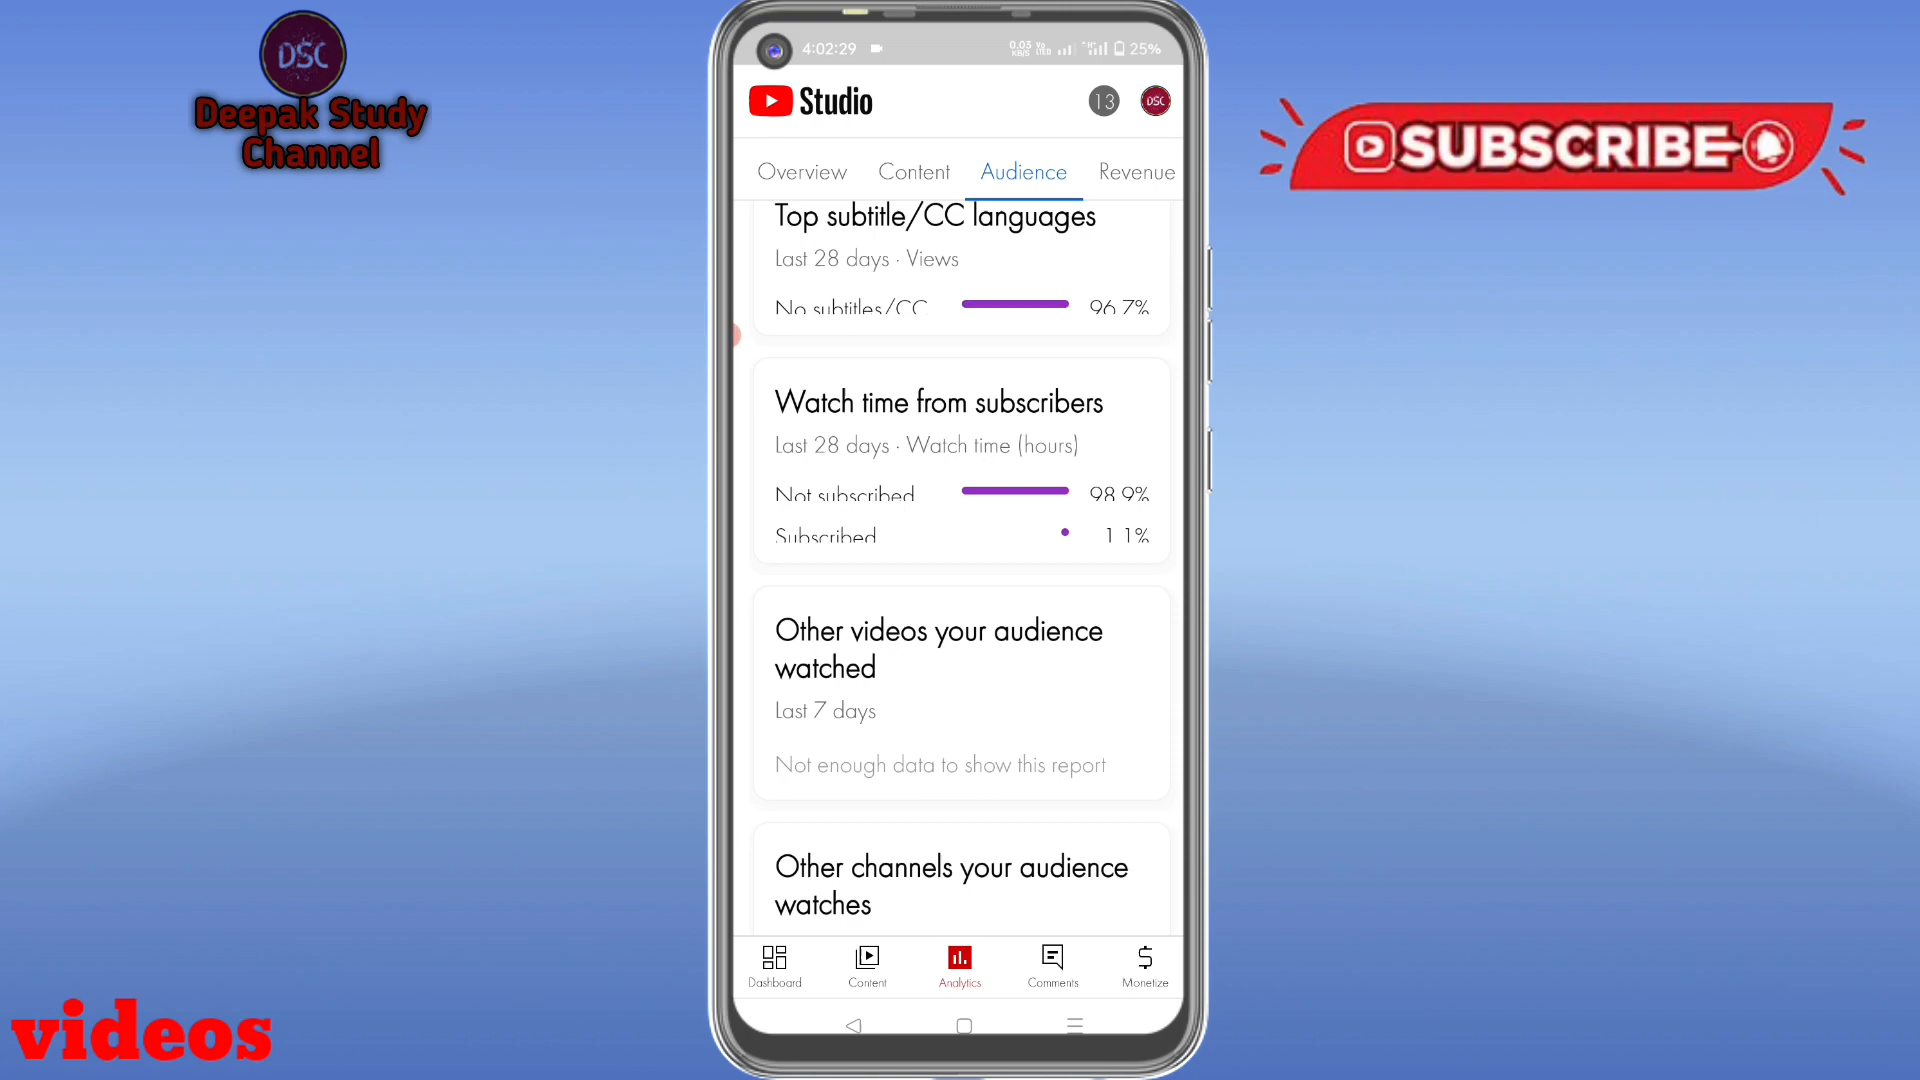 DSC
Deepak Study
Channel
SUBSCRIBE
4:02:29
0.03 KB/S
25%
Studio
13
DSC
Overview
Content
Audience
Revenue
Top subtitle/CC languages
Last 28 days · Views
No subtitles/CC 96.7%
Watch time from subscribers
Last 28 days · Watch time (hours)
Not subscribed 98.9%
Subscribed 1.1%
Other videos your audience
watched
Last 7 days
Not enough data to show this report
Other channels your audience
watches
Dashboard
Content
Analytics
Comments
Monetize
videos